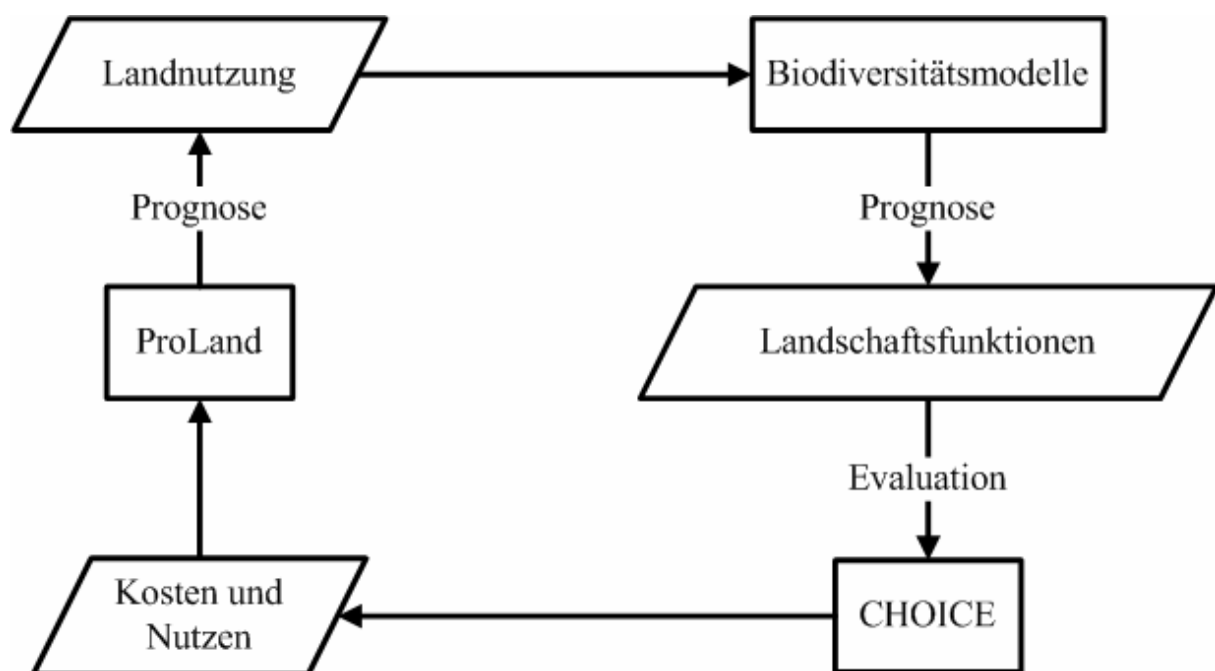 Landnutzung
Biodiversitätsmodelle
Prognose
Prognose
ProLand
Landschaftsfunktionen
Evaluation
Kosten und
Nutzen
CHOICE